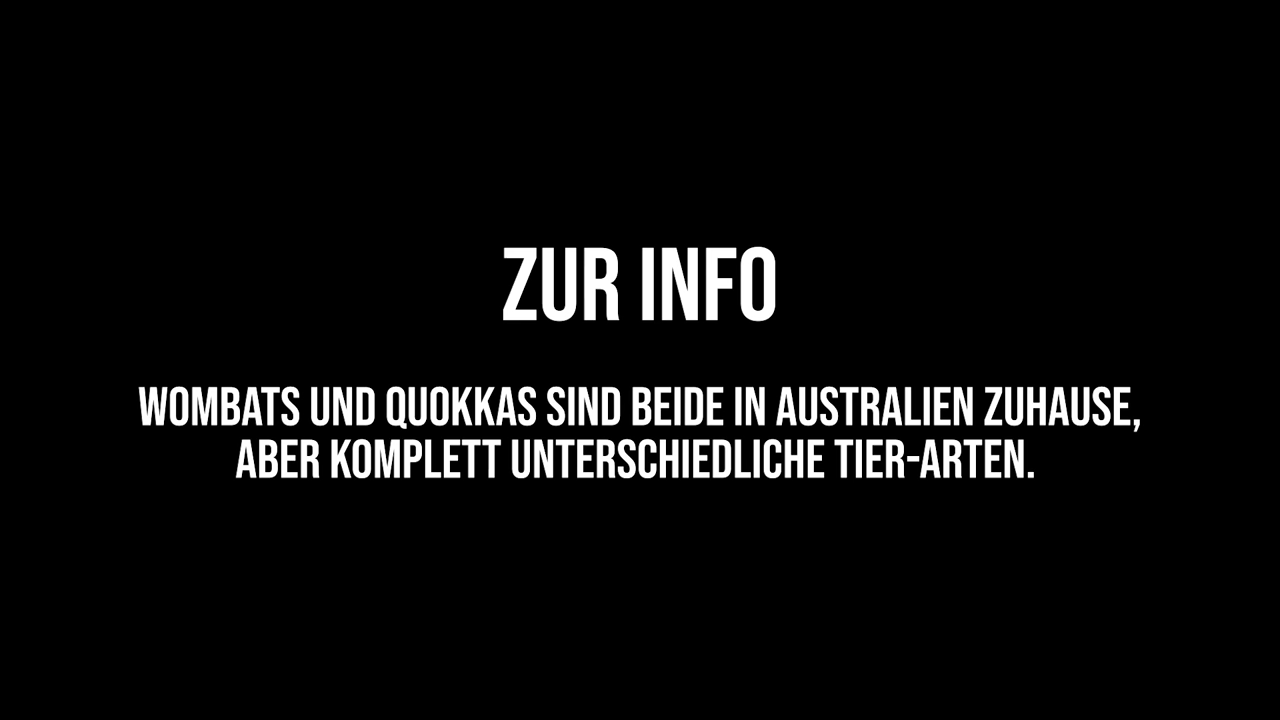 ZUR INFO
WOMBATS UND QUOKKAS SIND BEIDE IN AUSTRALIEN ZUHAUSE,
ABER KOMPLETT UNTERSCHIEDLICHE TIER-ARTEN.